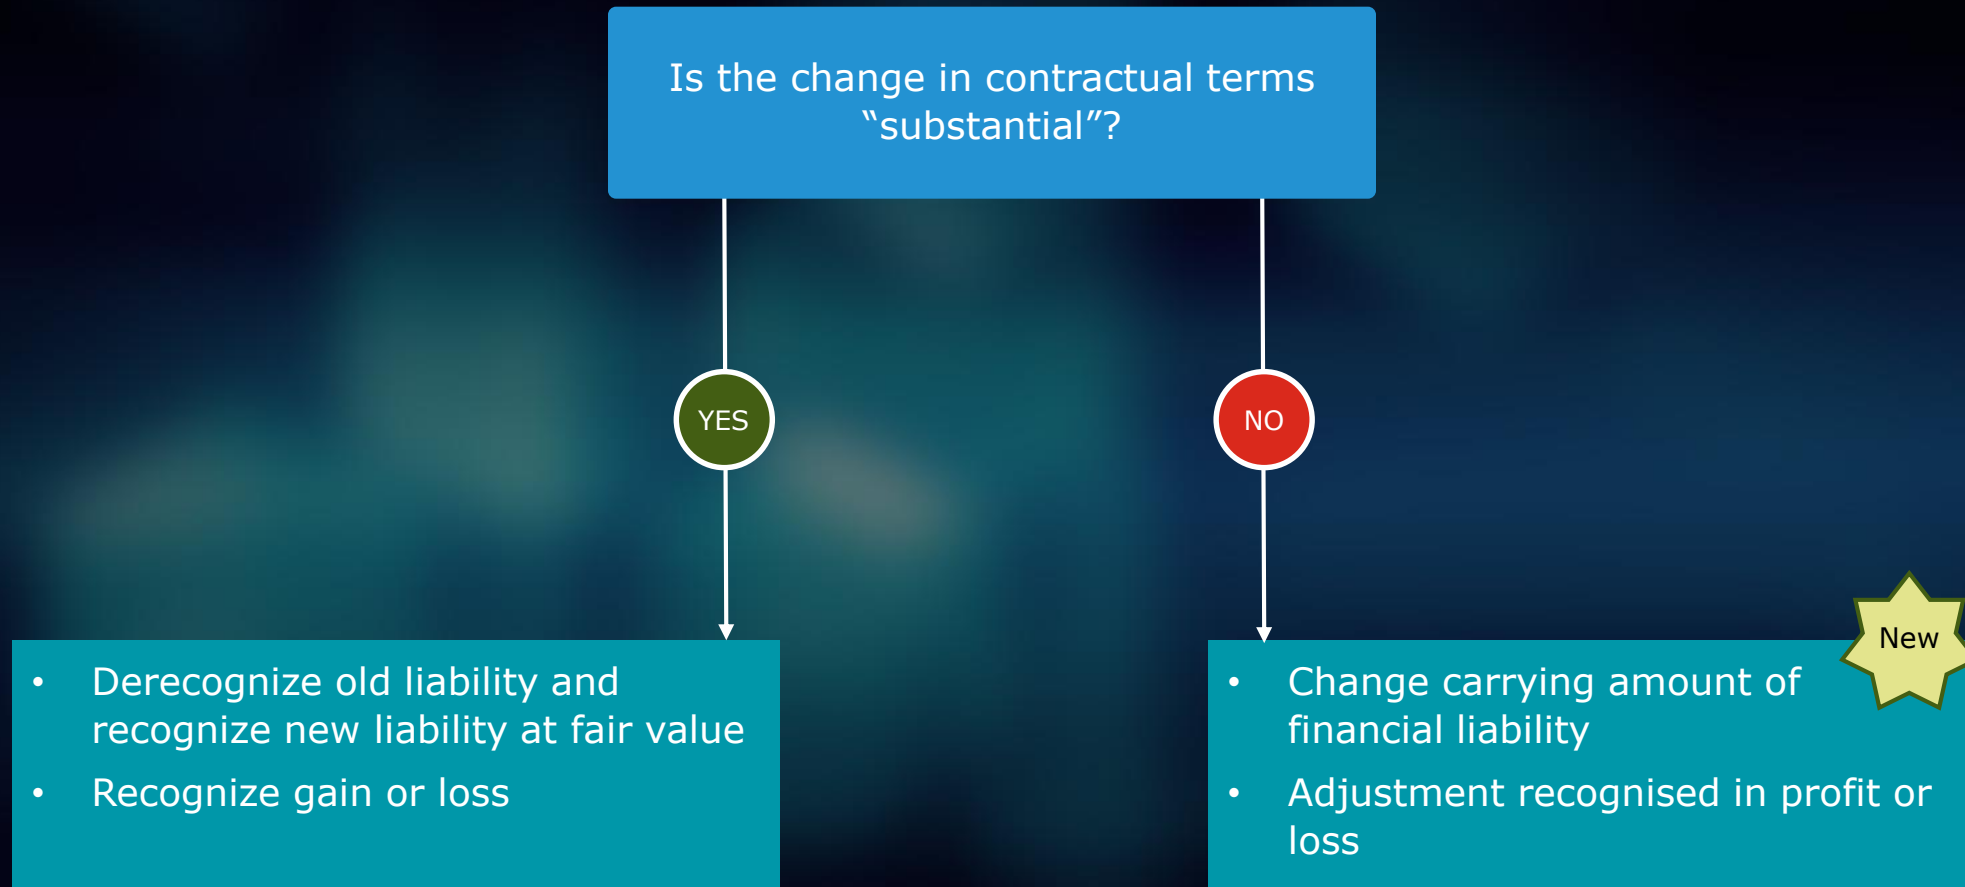 Is the change in contractual terms
“substantial”?
YES
NO
• Derecognize old liability and
recognize new liability at fair value
• Recognize gain or loss
New
• Change carrying amount of
financial liability
• Adjustment recognised in profit or
loss